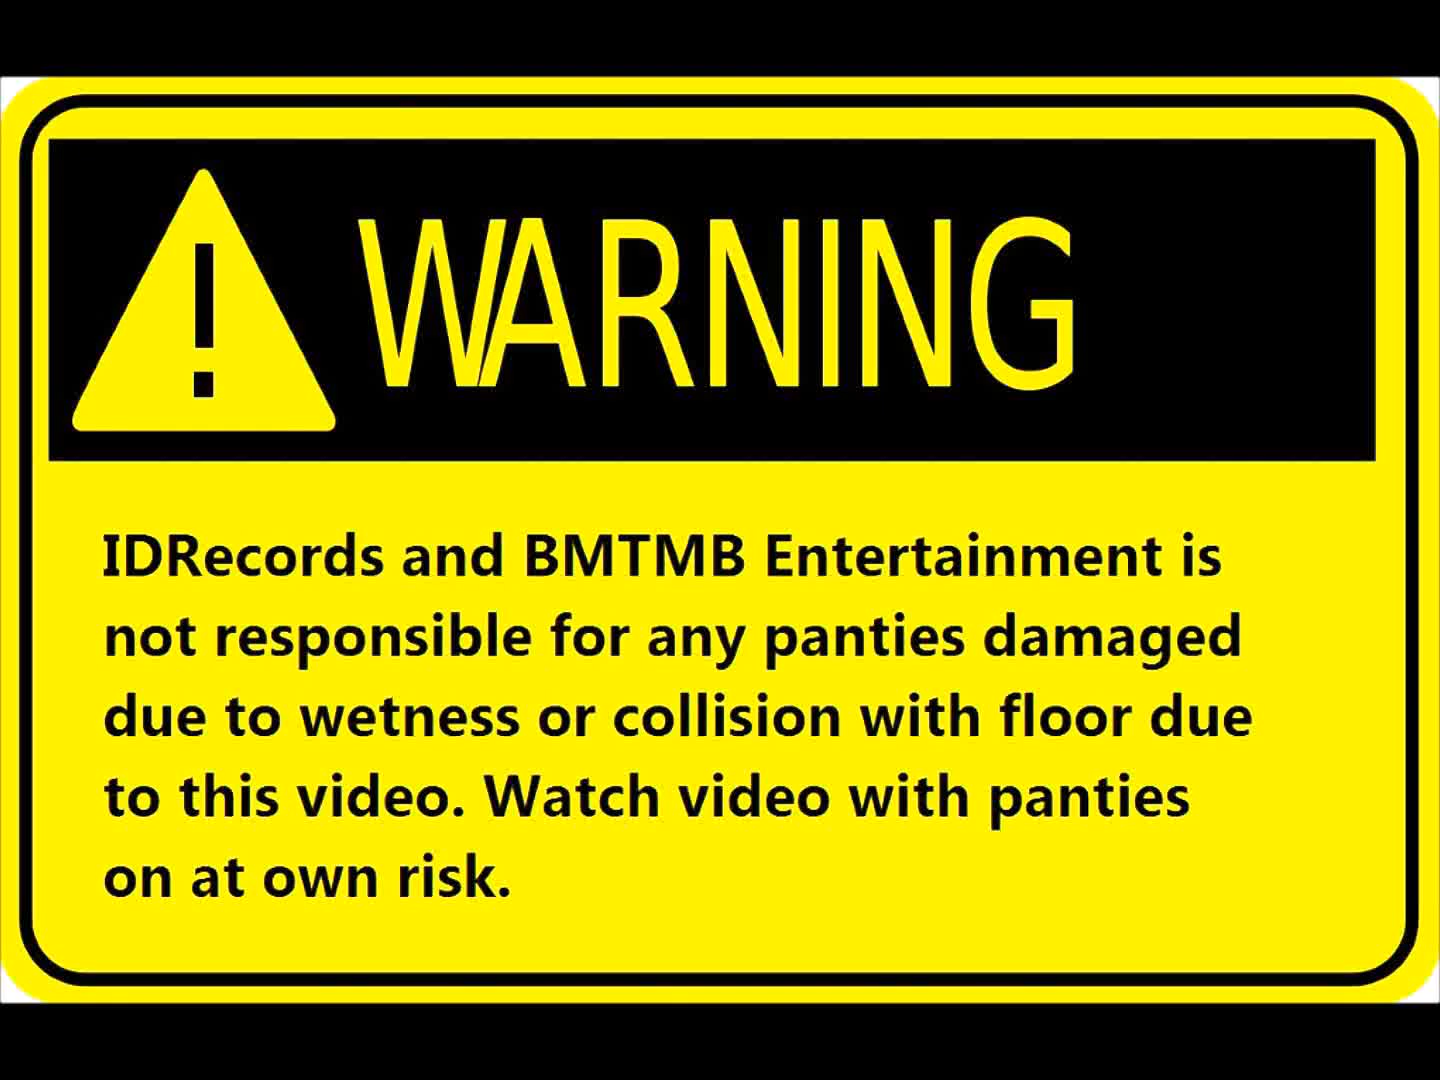 WARNING
IDRecords and BMTMB Entertainment is
not responsible for any panties damaged
due to wetness or collision with floor due
to this video. Watch video with panties
on at own risk.